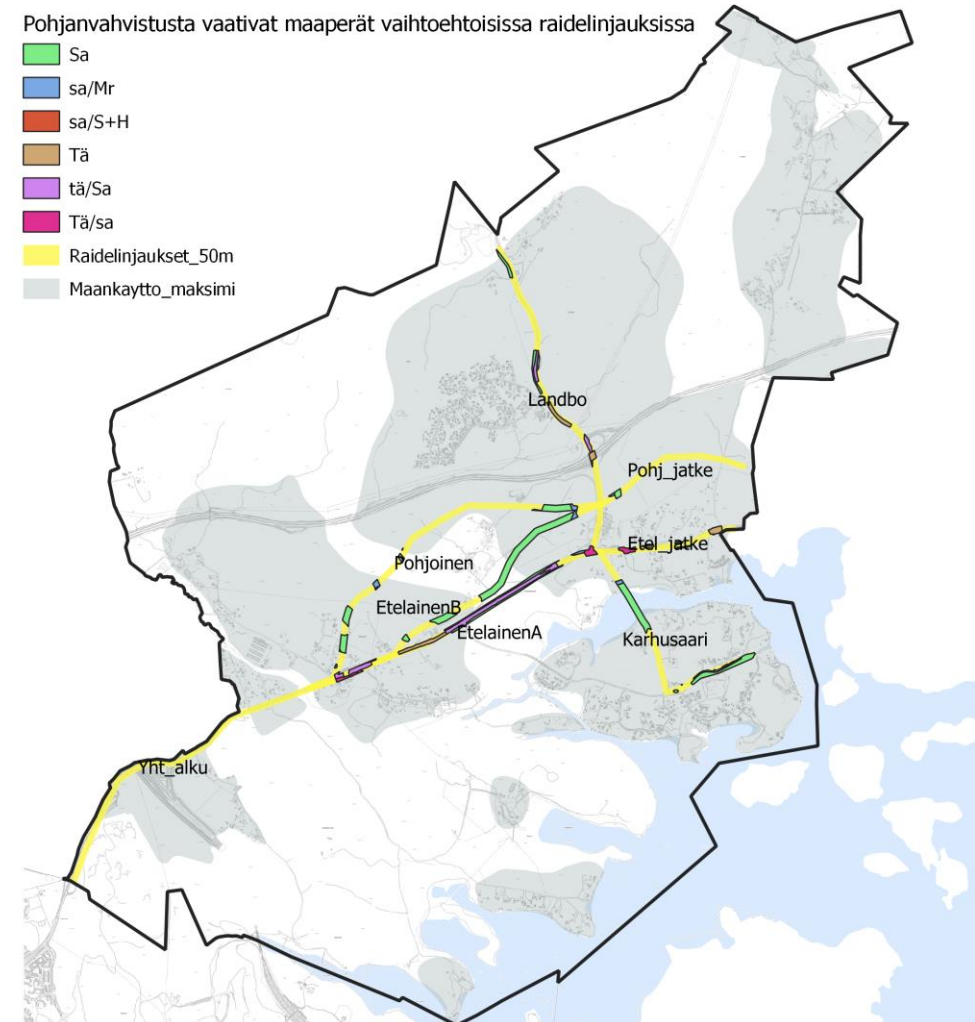 Pohjanvahvistusta vaativat maaperät vaihtoehtoisissa raidelinjauksissa
Sa
sa/Mr
sa/S+H
Tä
tä/Sa
Tä/sa
Raidelinjaukset_50m
Maankaytto_maksimi
Landbo
Pohj_jatke
Etel_jatke
Pohjoinen
EtelainenB
EtelainenA
Karhusaari
Yht_alku